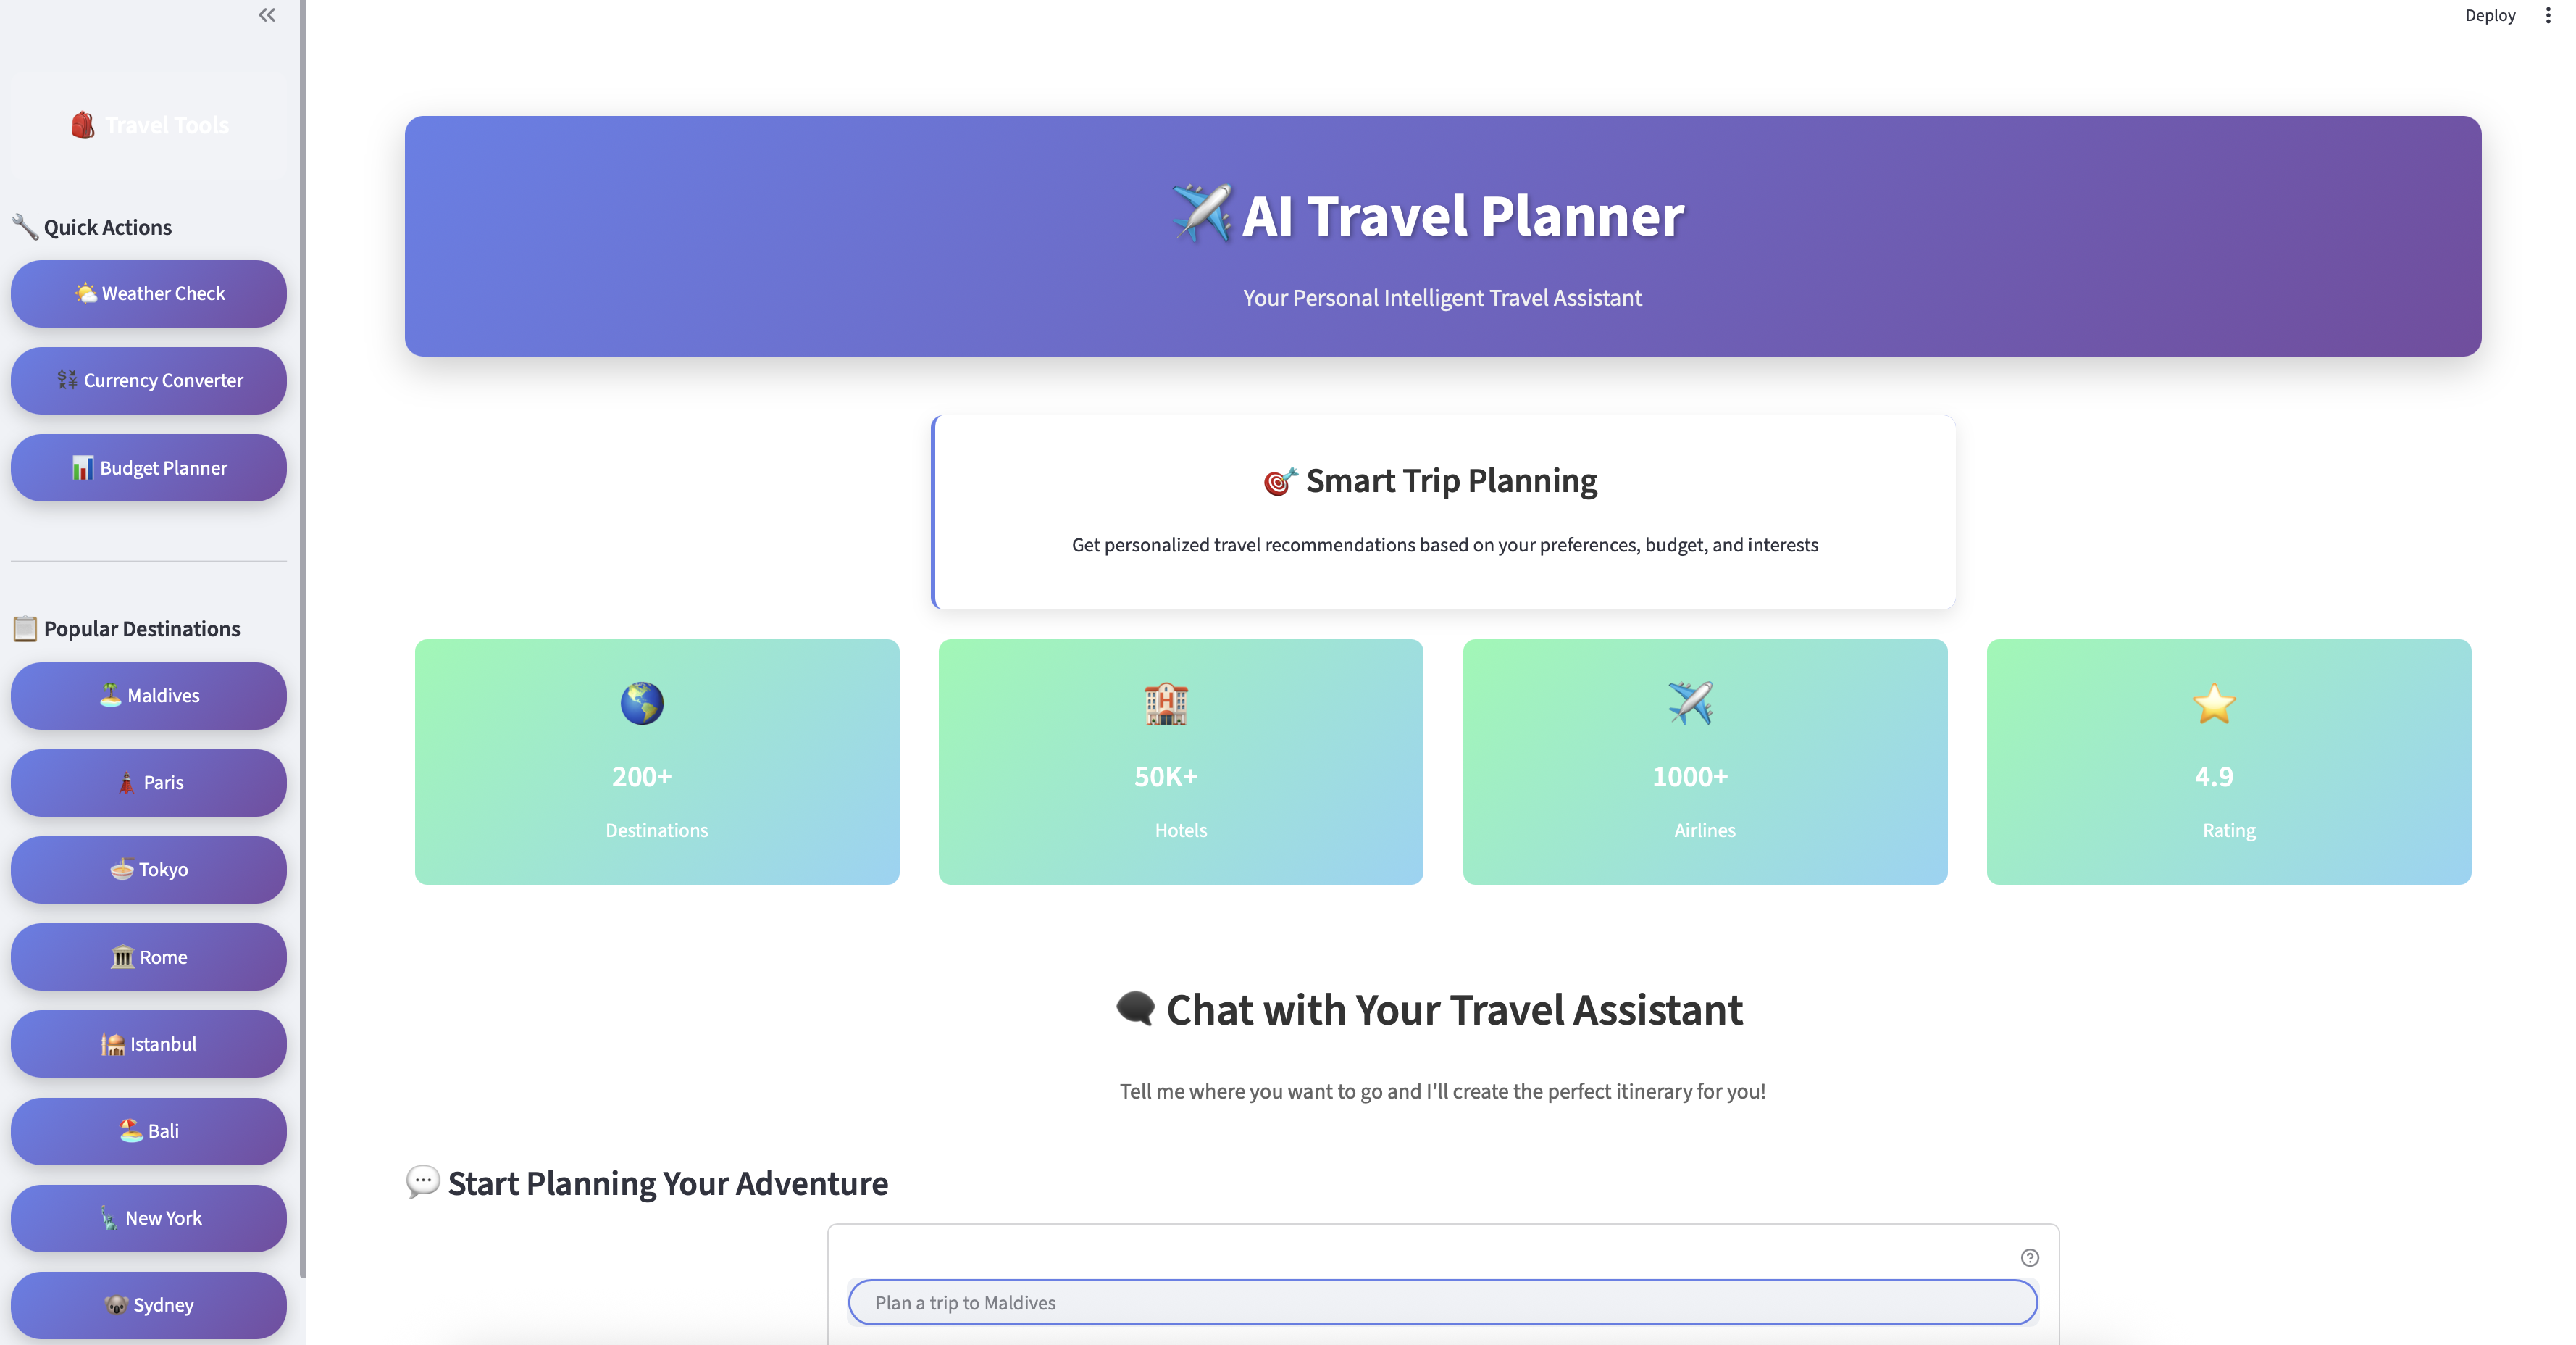 Deploy
Travel Tools
Quick Actions
Weather Check
Currency Converter
Budget Planner
Popular Destinations
Maldives
Paris
Tokyo
Rome
Istanbul
Bali
New York
Sydney
AI Travel Planner
Your Personal Intelligent Travel Assistant
Smart Trip Planning
Get personalized travel recommendations based on your preferences, budget, and interests
200+
Destinations
50K+
Hotels
1000+
Airlines
4.9
Rating
Chat with Your Travel Assistant
Tell me where you want to go and I'll create the perfect itinerary for you!
Start Planning Your Adventure
Plan a trip to Maldives